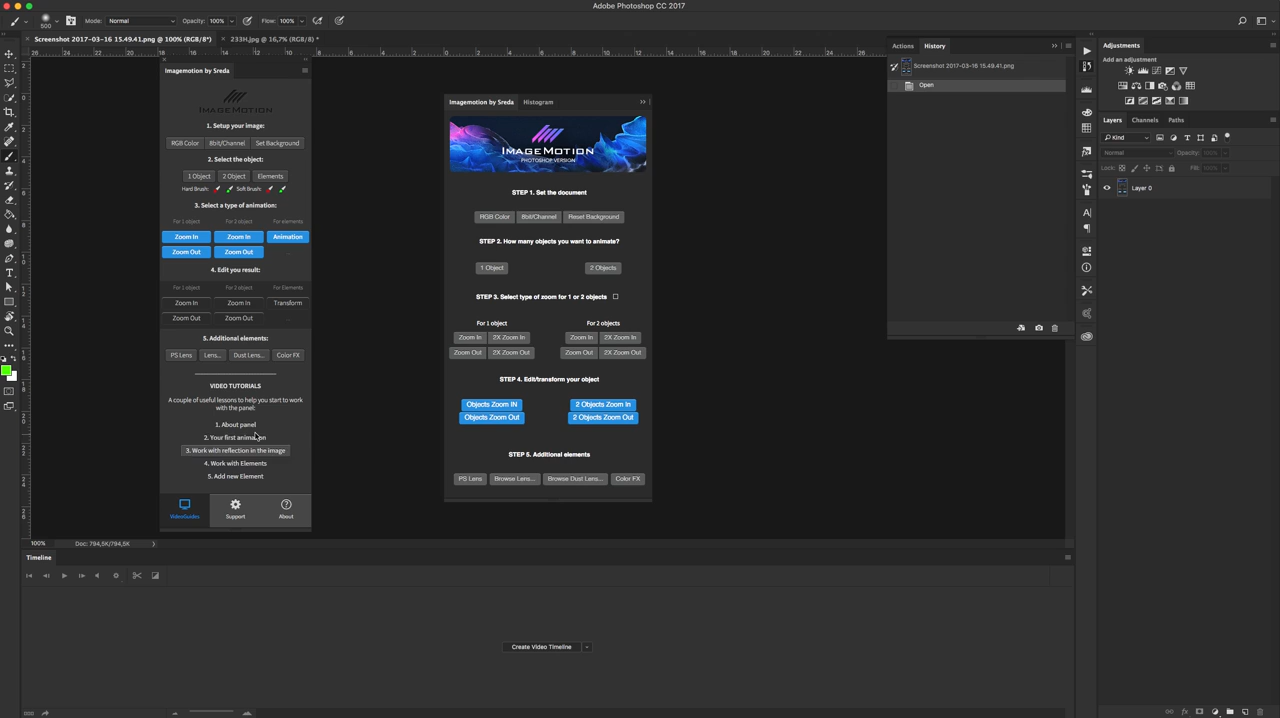 Adobe Photoshop CC 2017
500
Mode: Normal
Opacity: 100%
Flow: 100%
Screenshot 2017-03-16 15.49.41.png @ 100% (RGB/8*)
233H.jpg @ 16,7% (RGB/8) *
Imagemotion by Sreda
IMAGEMOTION
1. Setup your image:
RGB Color 8bit/Channel Set Background
2. Select the object:
1 Object 2 Object Elements
Hard Brush: Soft Brush:
3. Select a type of animation:
For 1 object For 2 object For elements
Zoom In Zoom In Animation
Zoom Out Zoom Out
4. Edit you result:
For 1 object For 2 object For Elements
Zoom In Zoom In Transform
Zoom Out Zoom Out
5. Additional elements:
PS Lens Lens... Dust Lens... Color FX
VIDEO TUTORIALS
A couple of useful lessons to help you start to work
with the panel:
1. About panel
2. Your first animation
3. Work with reflection in the image
4. Work with Elements
5. Add new Element
VideoGuides Support About
Imagemotion by Sreda Histogram
IMAGEMOTION
PHOTOSHOP VERSION
STEP 1. Set the document
RGB Color 8bit/Channel Reset Background
STEP 2. How many objects you want to animate?
1 Object 2 Objects
STEP 3. Select type of zoom for 1 or 2 objects
For 1 object For 2 objects
Zoom In 2X Zoom In Zoom In 2X Zoom In
Zoom Out 2X Zoom Out Zoom Out 2X Zoom Out
STEP 4. Edit/transform your object
Objects Zoom IN 2 Objects Zoom In
Objects Zoom Out 2 Objects Zoom Out
STEP 5. Additional elements
PS Lens Browse Lens... Browse Dust Lens... Color FX
Actions History
Screenshot 2017-03-16 15.49.41.png
Open
Adjustments
Add an adjustment
Layers Channels Paths
Kind
Normal Opacity: 100%
Lock: Fill: 100%
Layer 0
100% Doc: 794,5K/794,5K
Timeline
Create Video Timeline